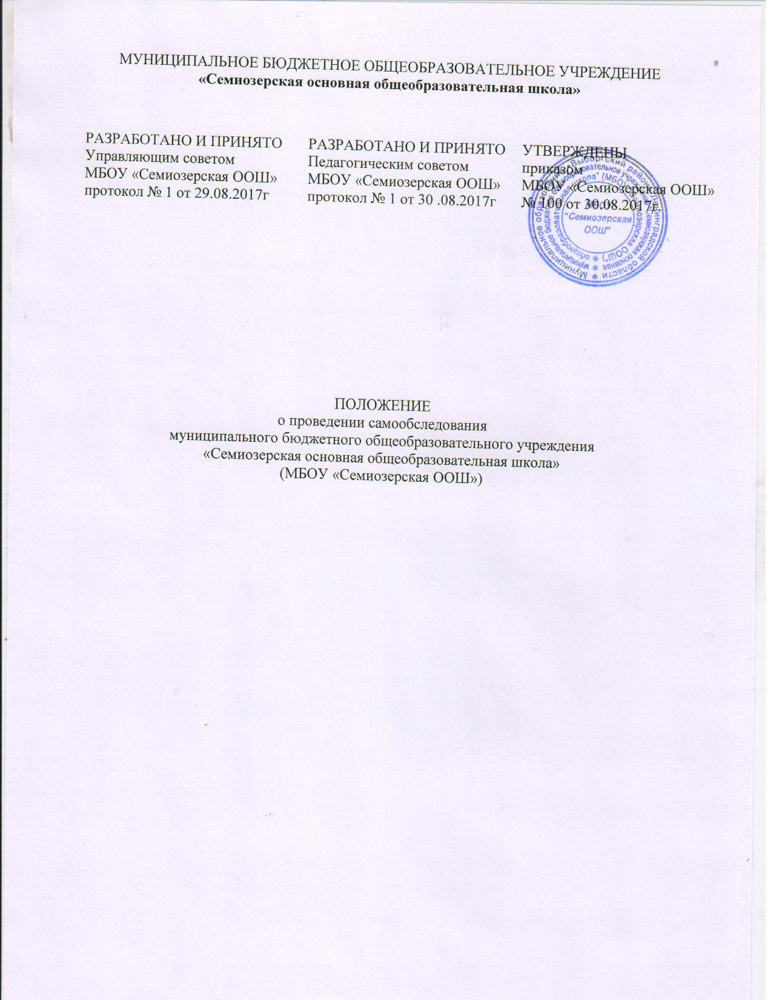 МУНИЦИПАЛЬНОЕ БЮДЖЕТНОЕ ОБЩЕОБРАЗОВАТЕЛЬНОЕ УЧРЕЖДЕНИЕ
«Семиозерская основная общеобразовательная школа»
РАЗРАБОТАНО И ПРИНЯТО
Управляющим советом
МБОУ «Семиозерская ООШ»
протокол № 1 от 29.08.2017г
РАЗРАБОТАНО И ПРИНЯТО
Педагогическим советом
МБОУ «Семиозерская ООШ»
протокол № 1 от 30 .08.2017г
УТВЕРЖДЕНЫ
приказом
МБОУ «Семиозерская ООШ»
№ 100 от 30.08.2017г.
"Семиозерская
ООШ"
ПОЛОЖЕНИЕ
о проведении самообследования
муниципального бюджетного общеобразовательного учреждения
«Семиозерская основная общеобразовательная школа»
(МБОУ «Семиозерская ООШ»)